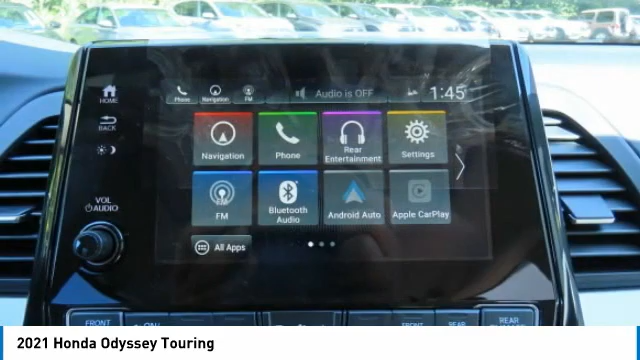 Phone Navigation FM Audio is OFF 1:45
HOME
BACK
VOL
AUDIO
Navigation
Phone
Rear
Entertainment
Settings
FM
Bluetooth
Audio
Android Auto
Apple CarPlay
All Apps
FRONT
ON/
FRONT
REAR
REAR
2021 Honda Odyssey Touring